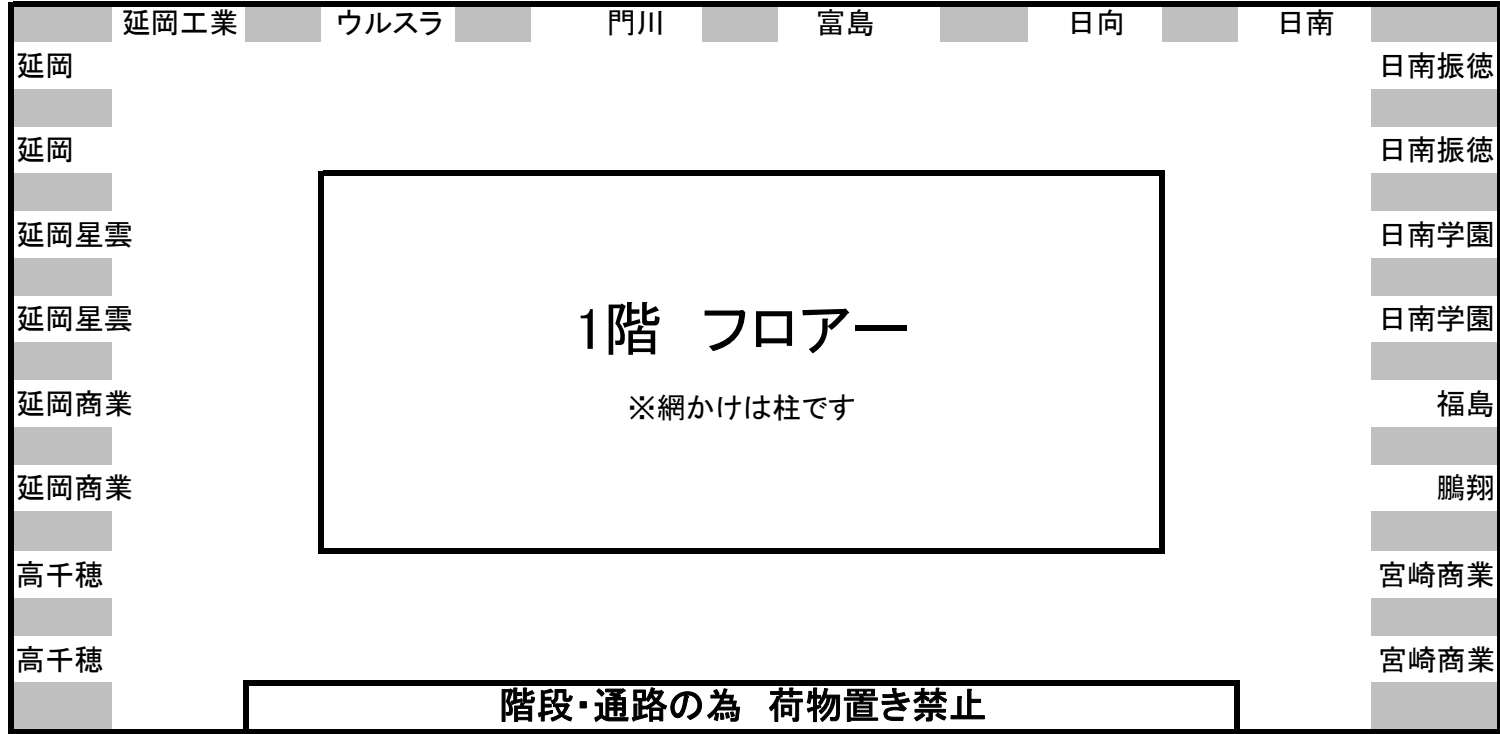 延岡工業 ウルスラ 門川 富島 日向 日南
延岡 日南振徳
延岡 日南振徳
延岡星雲 日南学園
延岡星雲 日南学園
1階 フロアー
延岡商業 福島
※網かけは柱です
延岡商業 鵬翔
高千穂 宮崎商業
高千穂 宮崎商業
階段・通路の為 荷物置き禁止